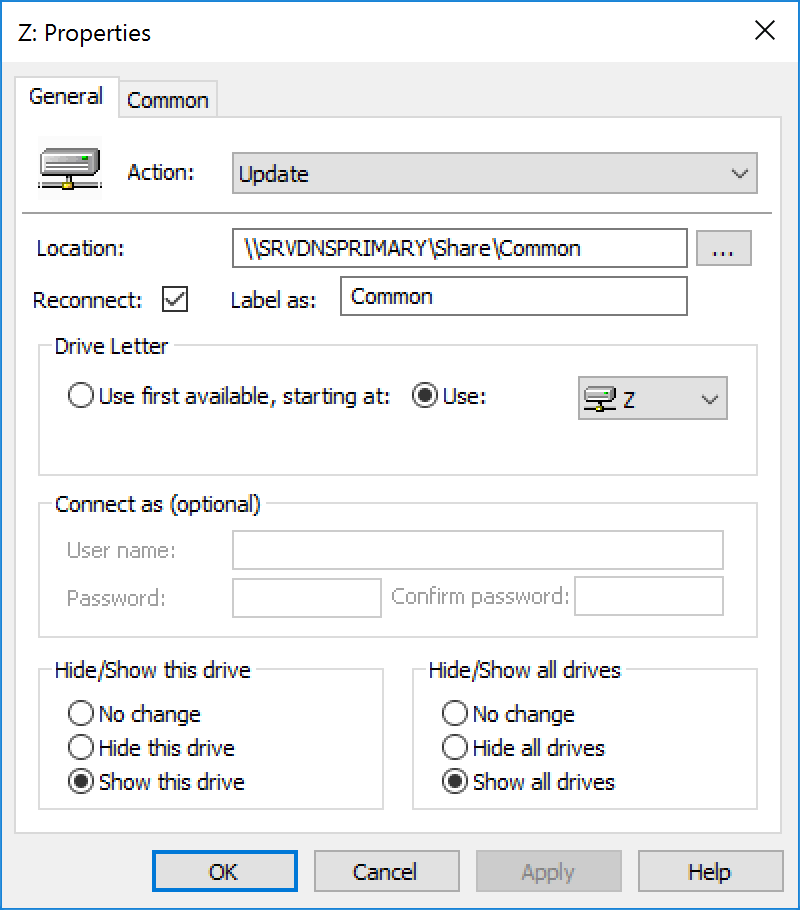 Z: Properties
General Common
Action: Update
Location: \\SRVDNSPRIMARY\Share\Common ...
Reconnect: Label as: Common
Drive Letter
Use first available, starting at: Use: Z
Connect as (optional)
User name:
Password: Confirm password:
Hide/Show this drive Hide/Show all drives
No change No change
Hide this drive Hide all drives
Show this drive Show all drives
OK Cancel Apply Help